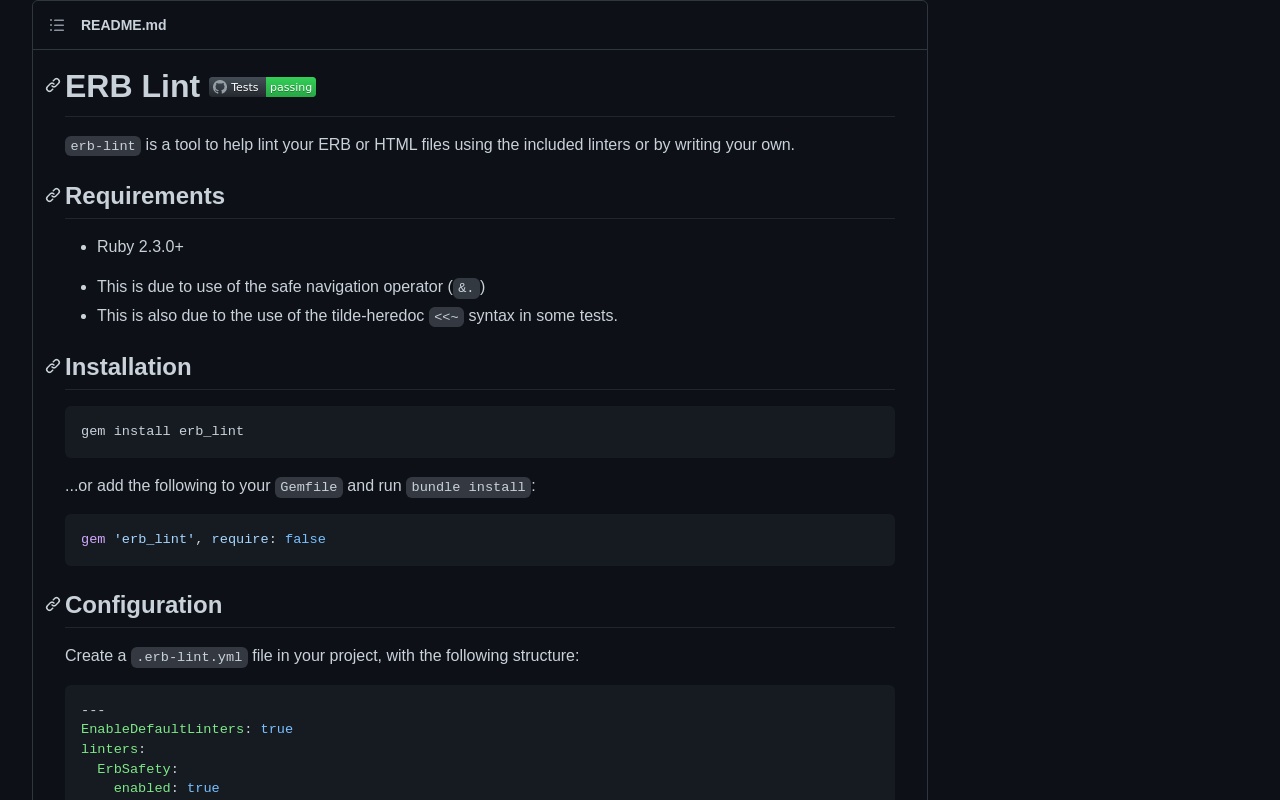 README.md
ERB Lint Tests passing
erb-lint is a tool to help lint your ERB or HTML files using the included linters or by writing your own.
Requirements
Ruby 2.3.0+
This is due to use of the safe navigation operator (&.)
This is also due to the use of the tilde-heredoc <<~ syntax in some tests.
Installation
gem install erb_lint
...or add the following to your Gemfile and run bundle install:
gem 'erb_lint', require: false
Configuration
Create a .erb-lint.yml file in your project, with the following structure:
---
EnableDefaultLinters: true
linters:
  ErbSafety:
    enabled: true